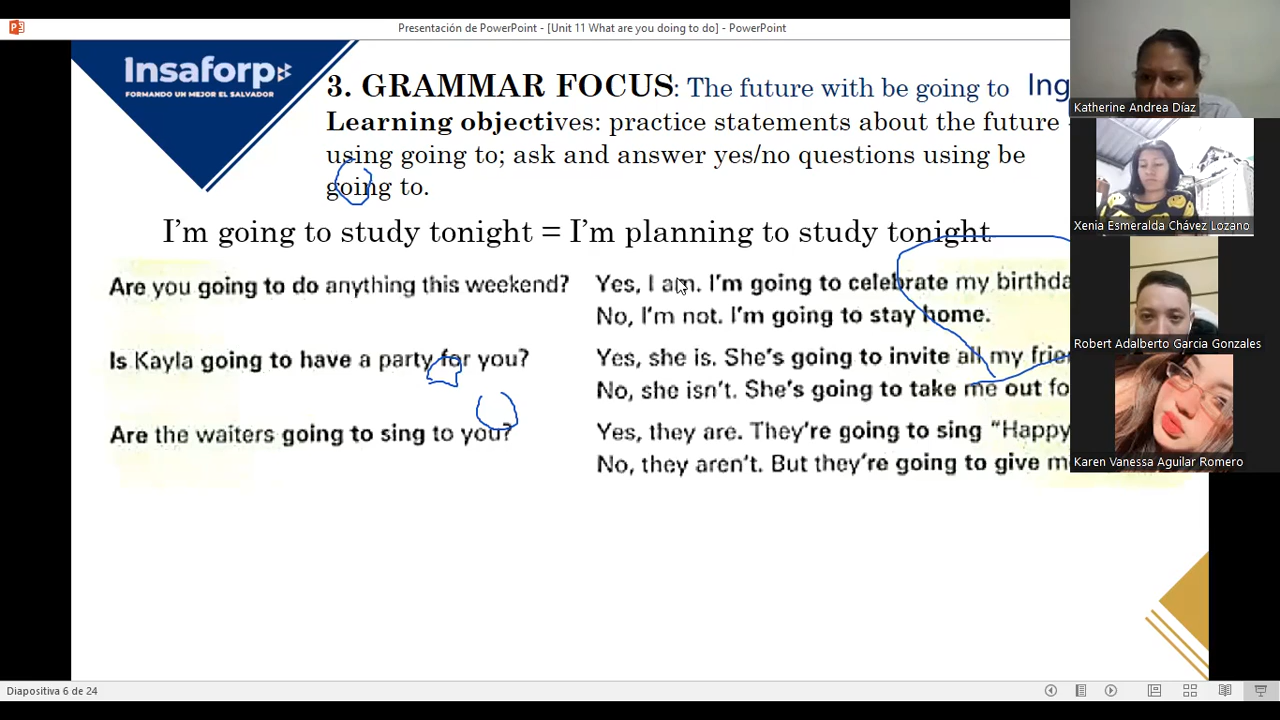 Presentación de PowerPoint - [Unit 11 What are you doing to do] - PowerPoint
Insaforp
FORMANDO UN MEJOR EL SALVADOR
3. GRAMMAR FOCUS: The future with be going to Ing
Learning objectives: practice statements about the future
using going to; ask and answer yes/no questions using be
going to.
I'm going to study tonight = I'm planning to study tonight
Are you going to do anything this weekend? Yes, I am. I'm going to celebrate my birthda
No, I'm not. I'm going to stay home.
Is Kayla going to have a party for you? Yes, she is. She's going to invite all my frie
No, she isn't. She's going to take me out fo
Are the waiters going to sing to you? Yes, they are. They're going to sing "Happy
No, they aren't. But they're going to give m
Katherine Andrea Díaz
Xenia Esmeralda Chávez Lozano
Robert Adalberto Garcia Gonzales
Karen Vanessa Aguilar Romero
Diapositiva 6 de 24